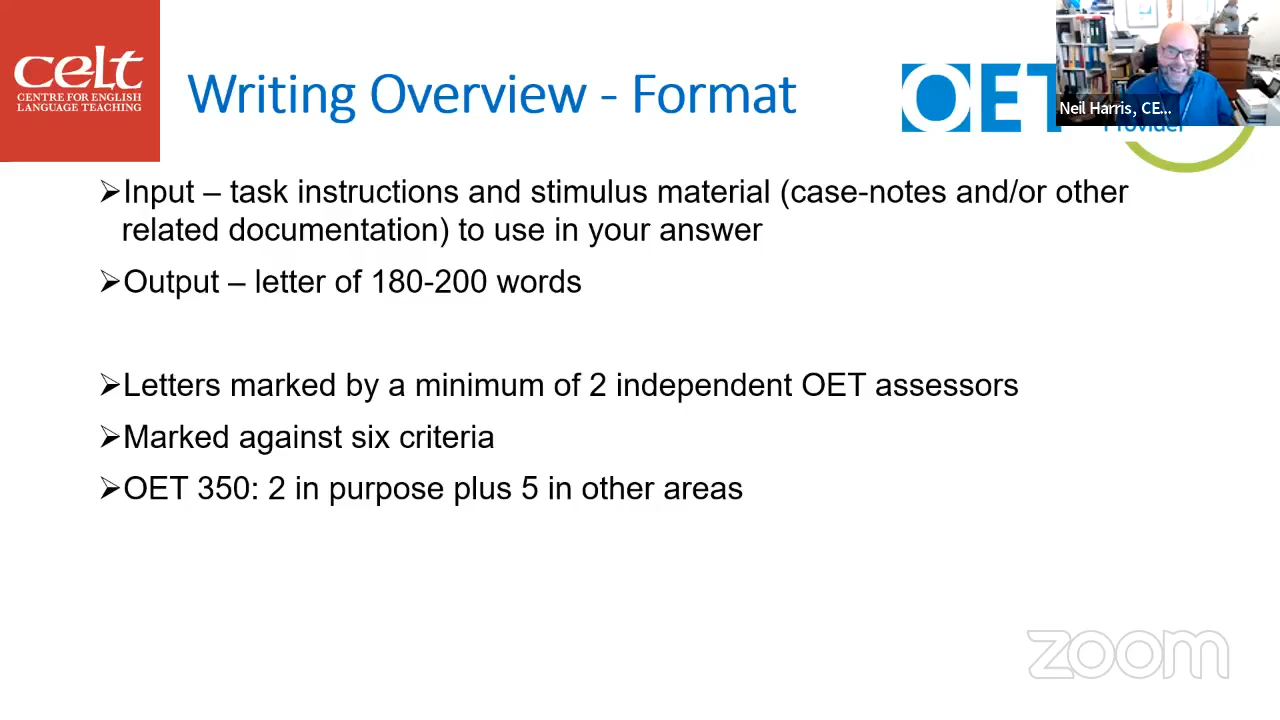 celt
CENTRE FOR ENGLISH
LANGUAGE TEACHING
Writing Overview - Format
OET
Neil Harris, CE...
Provider
➢Input – task instructions and stimulus material (case-notes and/or other
related documentation) to use in your answer
➢Output – letter of 180-200 words
➢Letters marked by a minimum of 2 independent OET assessors
➢Marked against six criteria
➢OET 350: 2 in purpose plus 5 in other areas
zoom